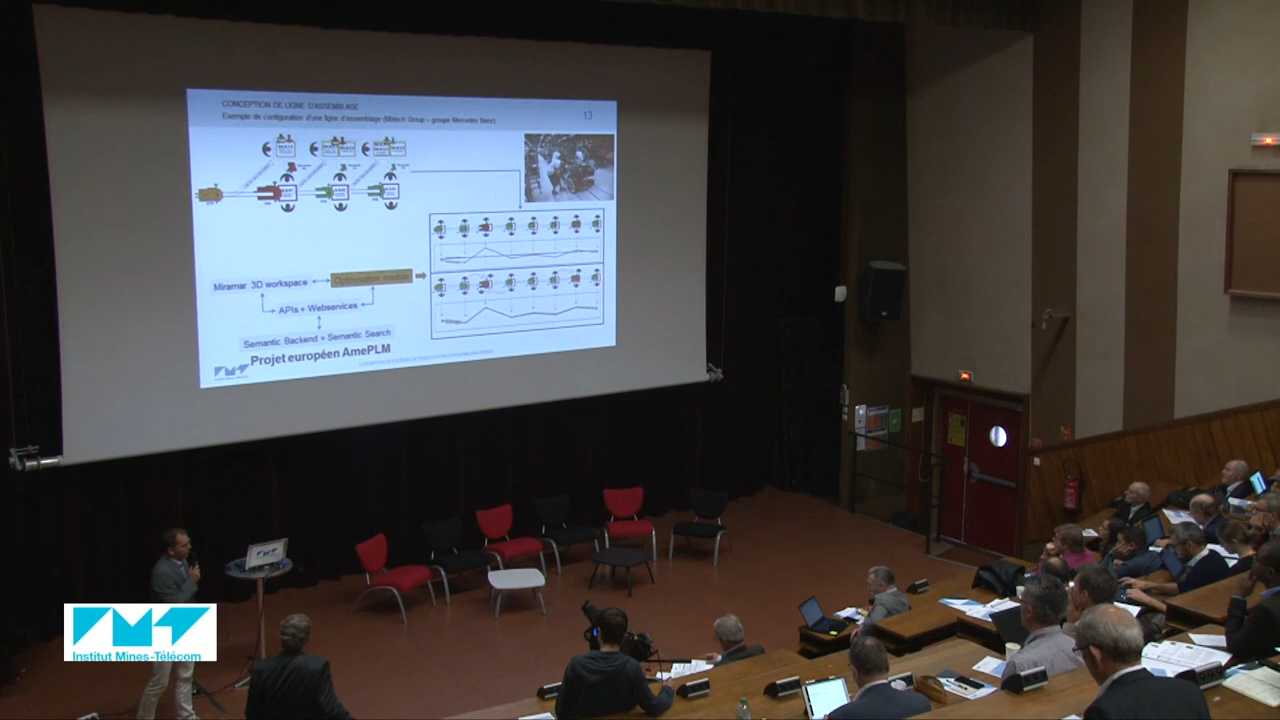 CONCEPTION DE LIGNE D'ASSEMBLAGE
Exemple de configuration d'une ligne d'assemblage (Mbtech Group – groupe Mercedes Benz)
13
Miramar 3D workspace
Optimisation module
APIs + Webservices
Semantic Backend + Semantic Search
Projet européen AmePLM
Institut Mines-Télécom